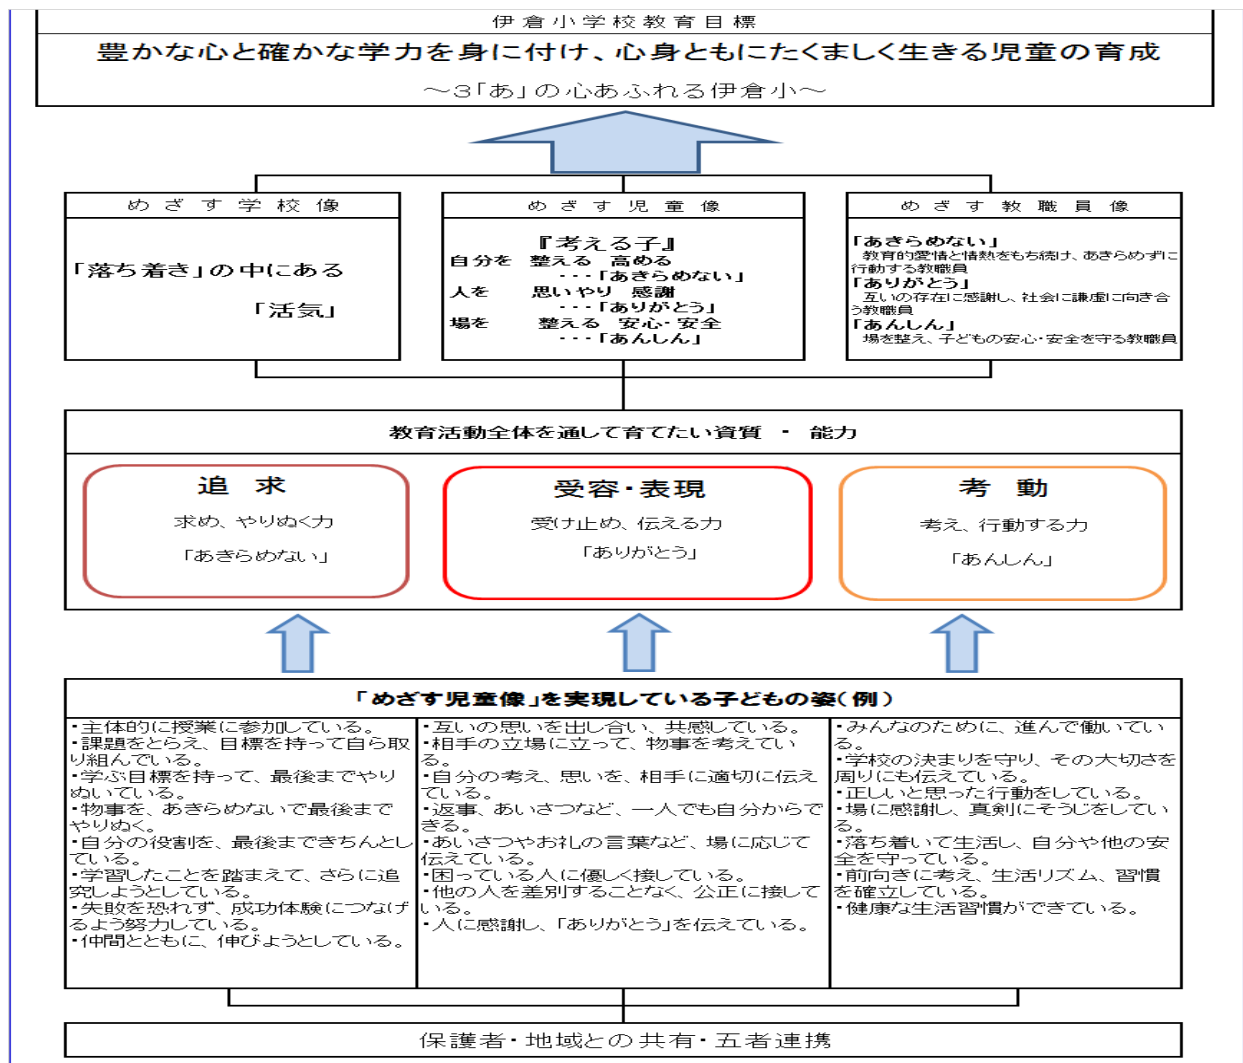 伊倉小学校教育目標
豊かな心と確かな学力を身に付け、心身ともにたくましく生きる児童の育成
～3「あ」の心あふれる伊倉小～
めざす学校像
「落ち着き」の中にある
「活気」
めざす児童像
『考える子』
自分を 整える 高める
・・・「あきらめない」
人を 思いやり 感謝
・・・「ありがとう」
場を 整える 安心・安全
・・・「あんしん」
めざす教職員像
「あきらめない」
教育的愛情と情熱をもち続け、あきらめずに
行動する教職員
「ありがとう」
互いの存在に感謝し、社会に謙虚に向き合
う教職員
「あんしん」
場を整え、子どもの安心・安全を守る教職員
教育活動全体を通して育てたい資質 ・ 能力
追 求
求め、やりぬく力
「あきらめない」
受容・表現
受け止め、伝える力
「ありがとう」
考 動
考え、行動する力
「あんしん」
「めざす児童像」を実現している子どもの姿(例)
・主体的に授業に参加している。
・課題をとらえ、目標を持って自ら取
り組んでいる。
・学ぶ目標を持って、最後までやり
ぬいている。
・物事を、あきらめないで最後まで
やりぬく。
・自分の役割を、最後まできちんとし
ている。
・学習したことを踏まえて、さらに追
究しようとしている。
・失敗を恐れず、成功体験につなげ
るよう努力している。
・仲間とともに、伸びようとしている。
・互いの思いを出し合い、共感している。
・相手の立場に立って、物事を考えてい
る。
・自分の考え、思いを、相手に適切に伝え
ている。
・返事、あいさつなど、一人でも自分からで
きる。
・あいさつやお礼の言葉など、場に応じて
伝えている。
・困っている人に優しく接している。
・他の人を差別することなく、公正に接して
いる。
・人に感謝し、「ありがとう」を伝えている。
・みんなのために、進んで働いてい
る。
・学校の決まりを守り、その大切さを
周りにも伝えている。
・正しいと思った行動をしている。
・場に感謝し、真剣にそうじをしてい
る。
・落ち着いて生活し、自分や他の安
全を守っている。
・前向きに考え、生活リズム、習慣
を確立している。
・健康な生活習慣ができている。
保護者・地域との共有・五者連携